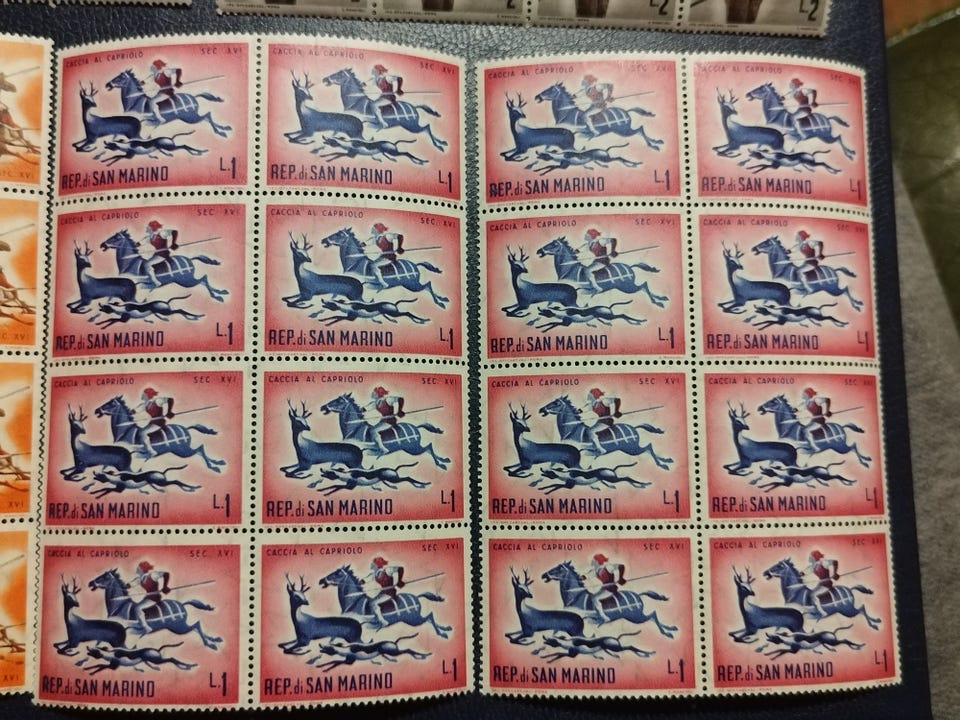 L2
L2
CACCIA AL CAPRIOLO SEC XVI
REP. di SAN MARINO L.1
CACCIA AL CAPRIOLO SEC XVI
REP. di SAN MARINO L.1
CACCIA AL CAPRIOLO SEC XVI
REP. di SAN MARINO L.1
CACCIA AL CAPRIOLO SEC XVI
REP. di SAN MARINO L.1
SEC. XVI
CACCIA AL CAPRIOLO SEC XVI
REP. di SAN MARINO L.1
CACCIA AL CAPRIOLO SEC XVI
REP. di SAN MARINO L.1
CACCIA AL CAPRIOLO SEC XVI
REP. di SAN MARINO L.1
CACCIA AL CAPRIOLO SEC XVI
REP. di SAN MARINO L.1
SEC. XVI
CACCIA AL CAPRIOLO SEC XVI
REP. di SAN MARINO L.1
CACCIA AL CAPRIOLO SEC XVI
REP. di SAN MARINO L.1
CACCIA AL CAPRIOLO SEC XVI
REP. di SAN MARINO L.1
CACCIA AL CAPRIOLO SEC XVI
REP. di SAN MARINO L.1
XVI
CACCIA AL CAPRIOLO SEC XVI
REP. di SAN MARINO L.1
CACCIA AL CAPRIOLO SEC XVI
REP. di SAN MARINO L.1
CACCIA AL CAPRIOLO SEC XVI
REP. di SAN MARINO L.1
CACCIA AL CAPRIOLO SEC XVI
REP. di SAN MARINO L.1
XVI